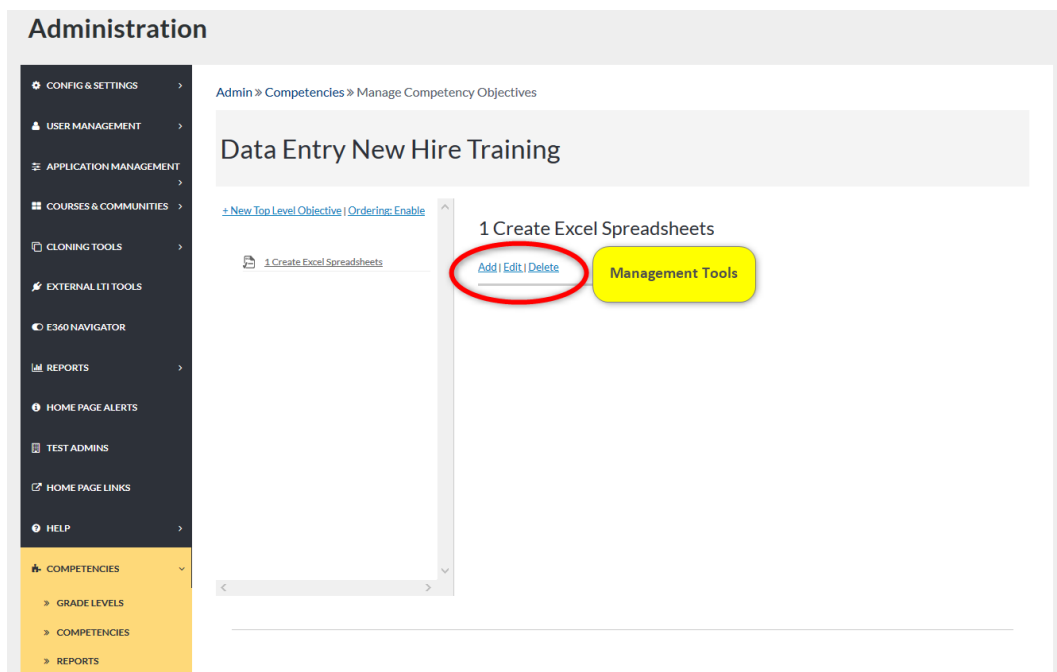 Administration
CONFIG & SETTINGS
USER MANAGEMENT
APPLICATION MANAGEMENT
COURSES & COMMUNITIES
CLONING TOOLS
EXTERNAL LTI TOOLS
E360 NAVIGATOR
REPORTS
HOME PAGE ALERTS
TEST ADMINS
HOME PAGE LINKS
HELP
COMPETENCIES
» GRADE LEVELS
» COMPETENCIES
» REPORTS
Admin » Competencies » Manage Competency Objectives
Data Entry New Hire Training
+ New Top Level Objective | Ordering: Enable
1 Create Excel Spreadsheets
1 Create Excel Spreadsheets
Add | Edit | Delete
Management Tools